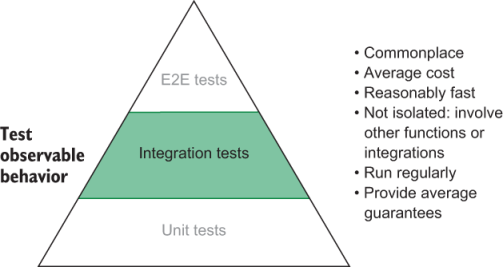 E2E tests
Test
observable
behavior
Integration tests
Unit tests
• Commonplace
• Average cost
• Reasonably fast
• Not isolated: involve
other functions or
integrations
• Run regularly
• Provide average
guarantees